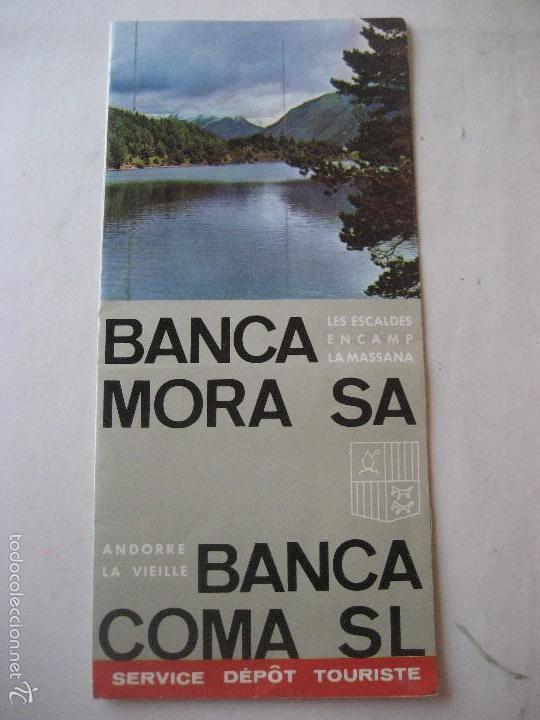 BANCA
LES ESCALDES
ENCAMP
LA MASSANA
MORA SA
ANDORRE
LA VIEILLE
BANCA
COMA SL
SERVICE DÉPÔT TOURISTE
todocoleccion.net